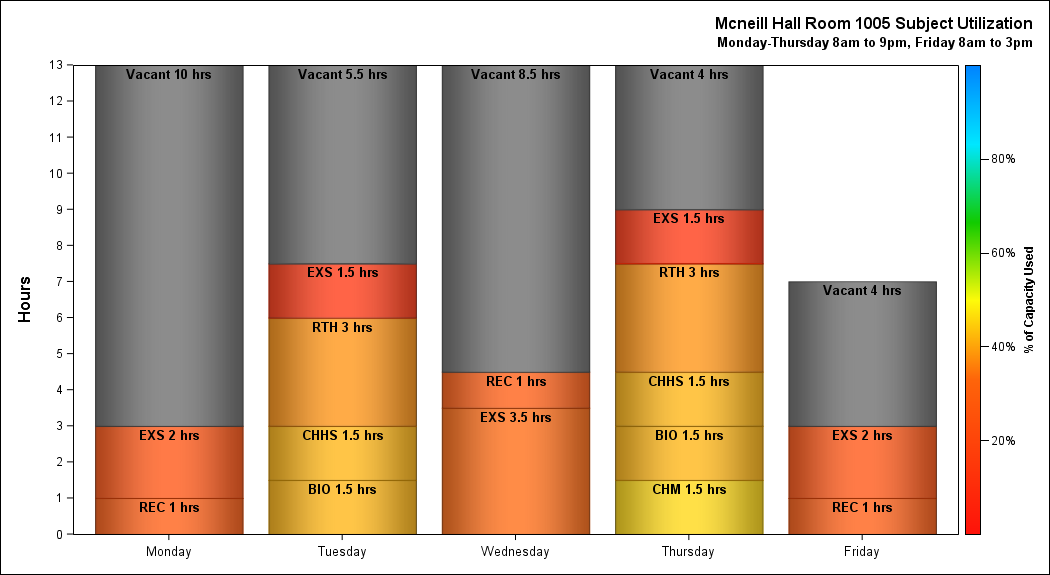 Mcneill Hall Room 1005 Subject Utilization
Monday-Thursday 8am to 9pm, Friday 8am to 3pm
Hours
13
12
11
10
9
8
7
6
5
4
3
2
1
0
Vacant 10 hrs
EXS 2 hrs
REC 1 hrs
Monday
Vacant 5.5 hrs
EXS 1.5 hrs
RTH 3 hrs
CHHS 1.5 hrs
BIO 1.5 hrs
Tuesday
Vacant 8.5 hrs
REC 1 hrs
EXS 3.5 hrs
Wednesday
Vacant 4 hrs
EXS 1.5 hrs
RTH 3 hrs
CHHS 1.5 hrs
BIO 1.5 hrs
CHM 1.5 hrs
Thursday
Vacant 4 hrs
EXS 2 hrs
REC 1 hrs
Friday
80%
60%
40%
20%
% of Capacity Used